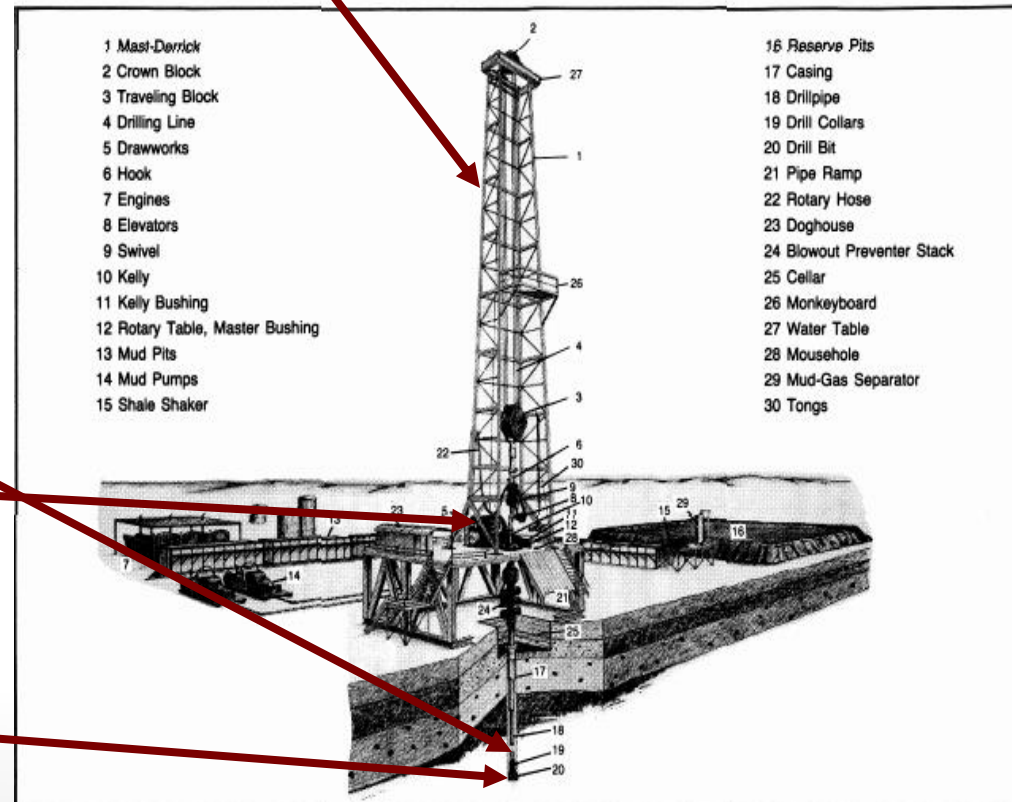 1 Mast-Derrick
2 Crown Block
3 Traveling Block
4 Drilling Line
5 Drawworks
6 Hook
7 Engines
8 Elevators
9 Swivel
10 Kelly
11 Kelly Bushing
12 Rotary Table, Master Bushing
13 Mud Pits
14 Mud Pumps
15 Shale Shaker
16 Reserve Pits
17 Casing
18 Drillpipe
19 Drill Collars
20 Drill Bit
21 Pipe Ramp
22 Rotary Hose
23 Doghouse
24 Blowout Preventer Stack
25 Cellar
26 Monkeyboard
27 Water Table
28 Mousehole
29 Mud-Gas Separator
30 Tongs
2
27
1
26
4
3
22
6
30
9
8
10
11
12
28
5
23
13
7
14
15
29
16
21
24
25
17
18
19
20